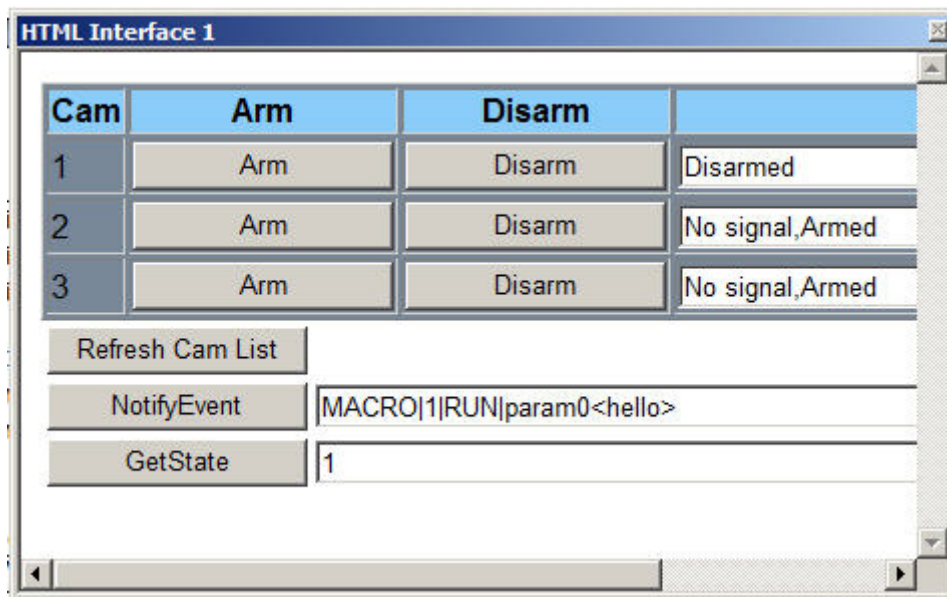 HTML Interface 1
Cam Arm Disarm
1 Arm Disarm Disarmed
2 Arm Disarm No signal,Armed
3 Arm Disarm No signal,Armed
Refresh Cam List
NotifyEvent MACRO|1|RUN|param0<hello>
GetState 1